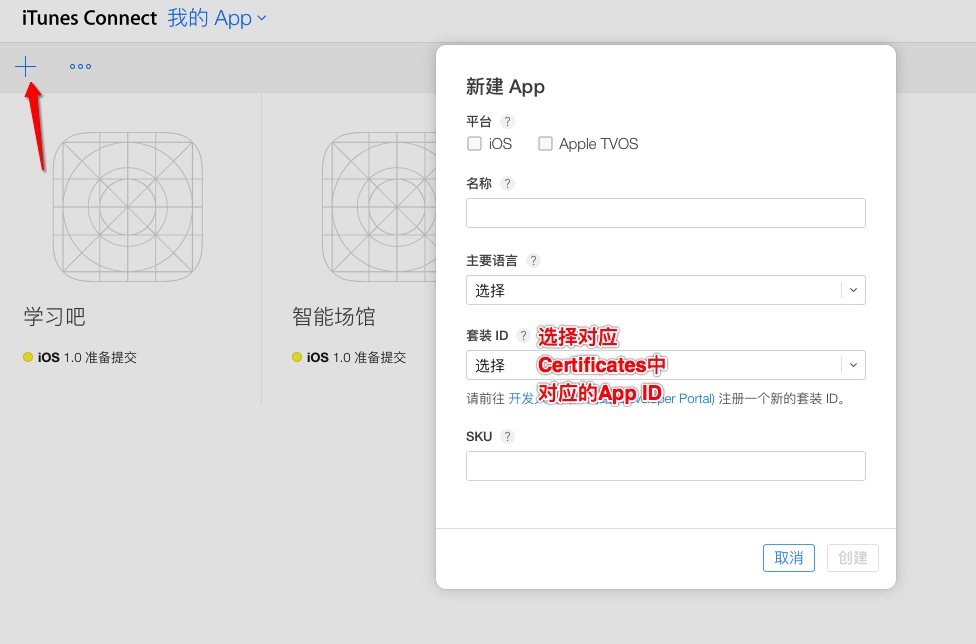 iTunes Connect 我的 App
新建 App
平台 ?
iOS Apple TVOS
名称 ?
主要语言 ?
选择
套装 ID ?
选择
选择对应
Certificates中
对应的App ID
请前往 开发 Portal) 注册一个新的套装 ID。
SKU ?
取消 创建
学习吧
iOS 1.0 准备提交
智能场馆
iOS 1.0 准备提交